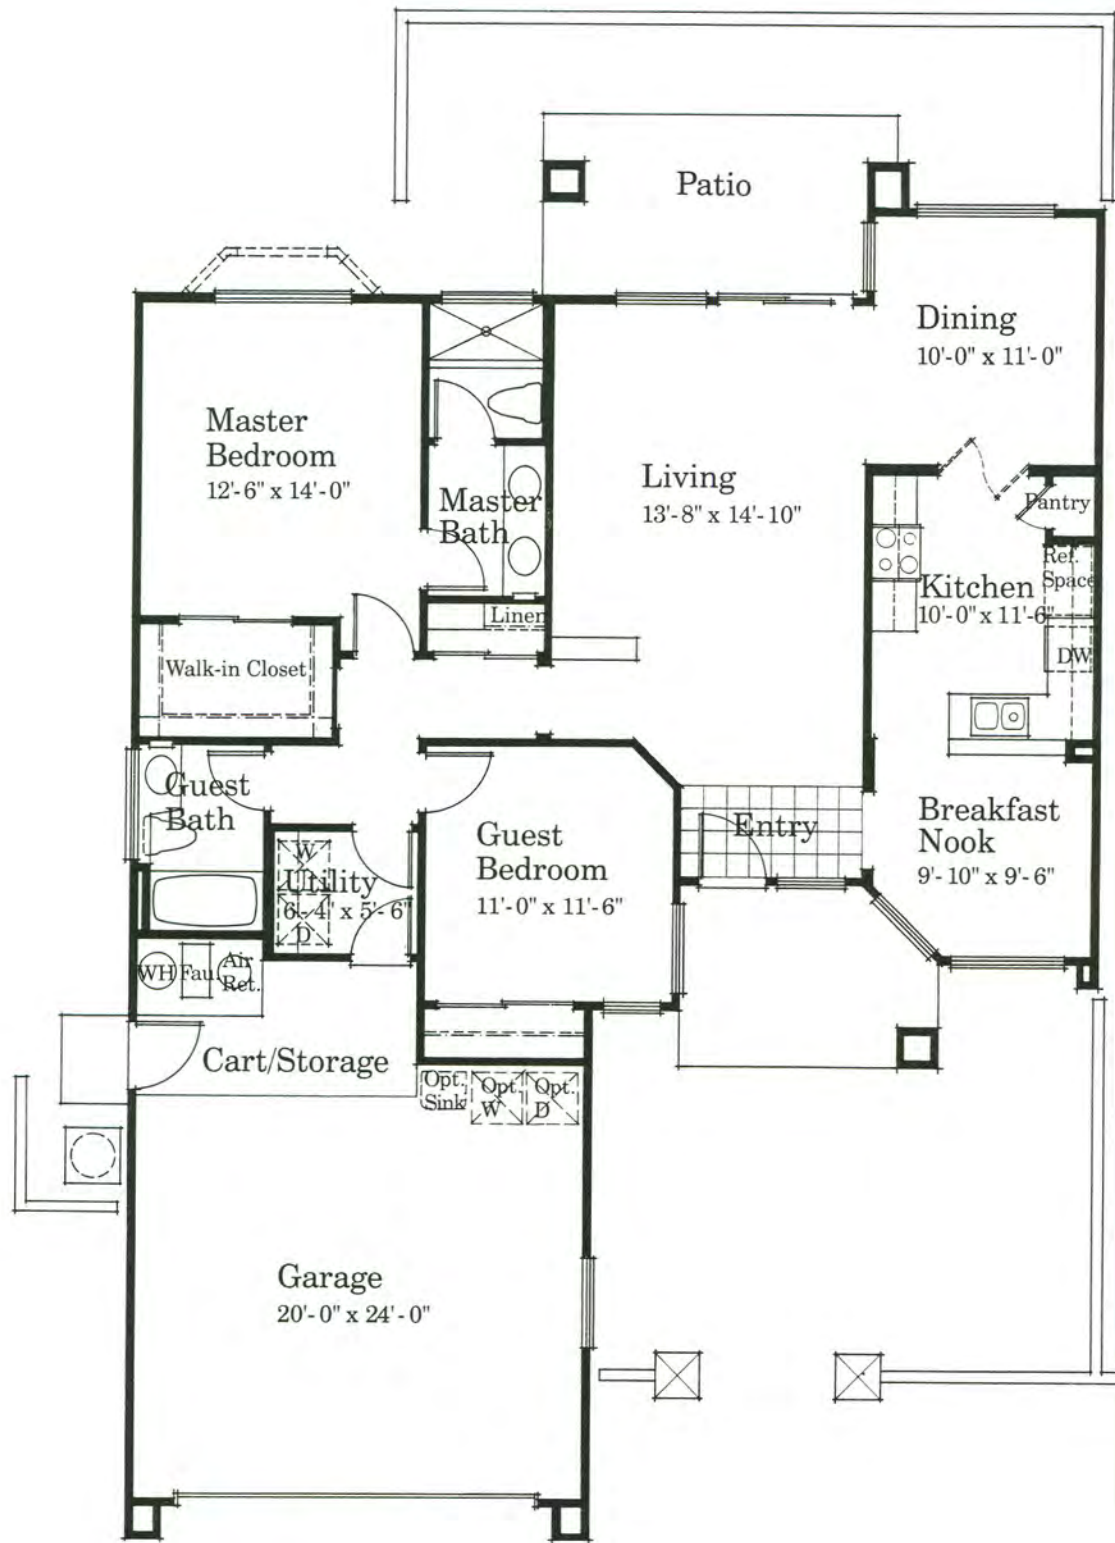 Patio
Dining
10'-0" x 11'-0"
Master
Bedroom
12'-6" x 14'-0"
Living
13'-8" x 14'-10"
Master
Bath
Pantry
Ref.
Space
Kitchen
10'-0" x 11'-6"
Linen
Walk-in Closet
DW
Guest
Bath
Guest
Bedroom
11'-0" x 11'-6"
Entry
Breakfast
Nook
9'-10" x 9'-6"
W
Utility
6'-4" x 5'-6"
D
WH
Fau.
Air
Ret.
Cart/Storage
Opt.
Sink
Opt.
W
Opt.
D
Garage
20'-0" x 24'-0"